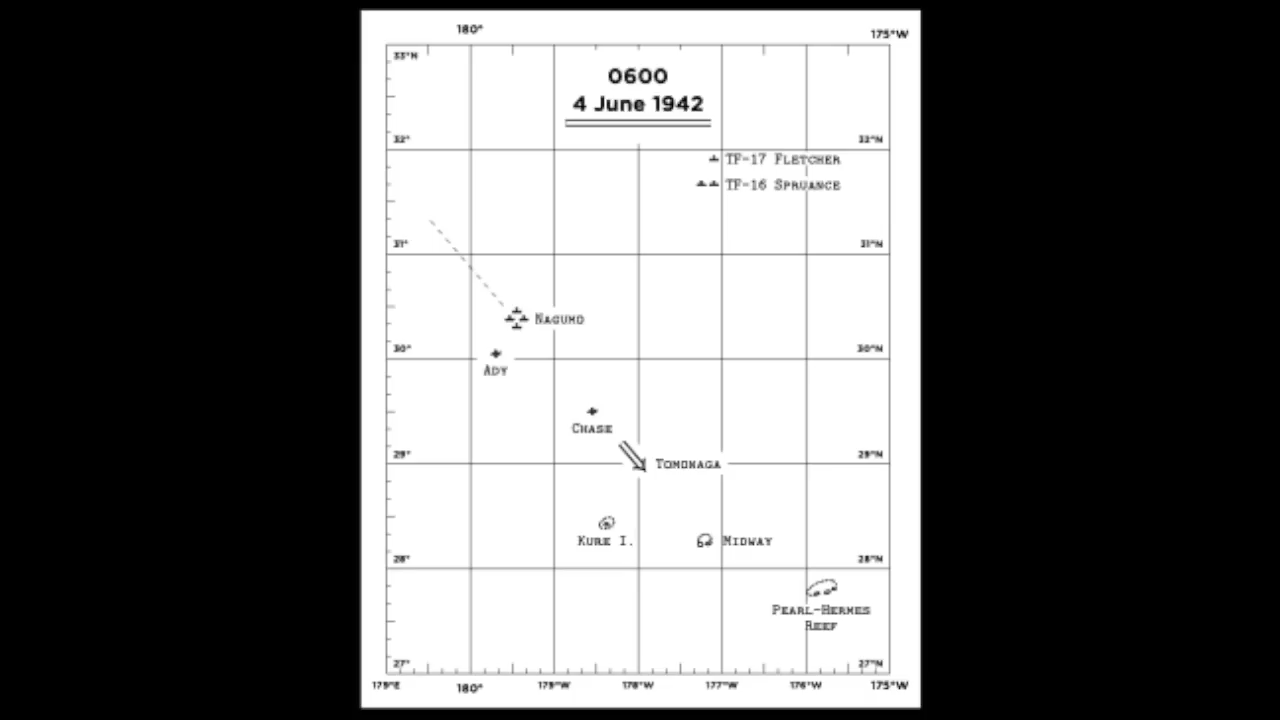 180° 175°W
33°N
0600
4 June 1942
32° 32°N
TF-17 Fletcher
TF-16 Spruance
31° 31°N
Nagumo
30° 30°N
Ady
Chase
29° 29°N
Tomonaga
Kure I. Midway
28° 28°N
Pearl-Hermes
Reef
27° 27°N
179°E 180° 179°W 178°W 177°W 176°W 175°W